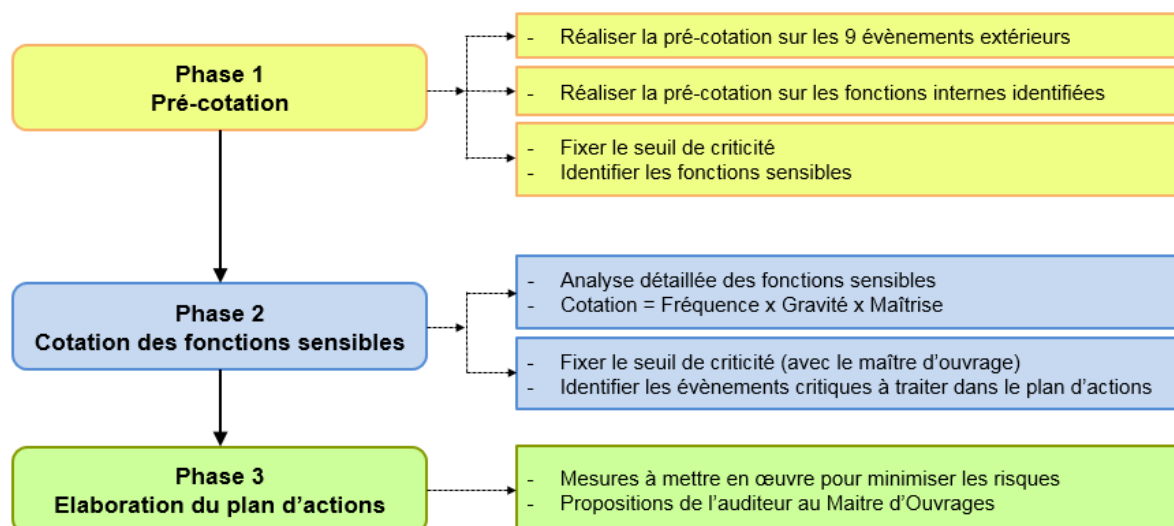 Phase 1
Pré-cotation
- Réaliser la pré-cotation sur les 9 évènements extérieurs
- Réaliser la pré-cotation sur les fonctions internes identifiées
- Fixer le seuil de criticité
- Identifier les fonctions sensibles
Phase 2
Cotation des fonctions sensibles
- Analyse détaillée des fonctions sensibles
- Cotation = Fréquence x Gravité x Maîtrise
- Fixer le seuil de criticité (avec le maître d'ouvrage)
- Identifier les évènements critiques à traiter dans le plan d'actions
Phase 3
Elaboration du plan d'actions
- Mesures à mettre en œuvre pour minimiser les risques
- Propositions de l'auditeur au Maitre d'Ouvrages